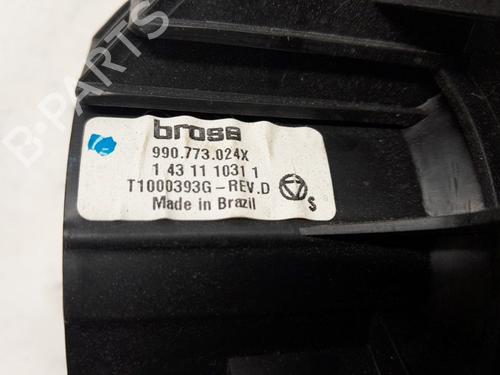 B-PARTS
brose
990.773.024X
1 43 11 1031 1
T1000393G-REV.D
Made in Brazil
S